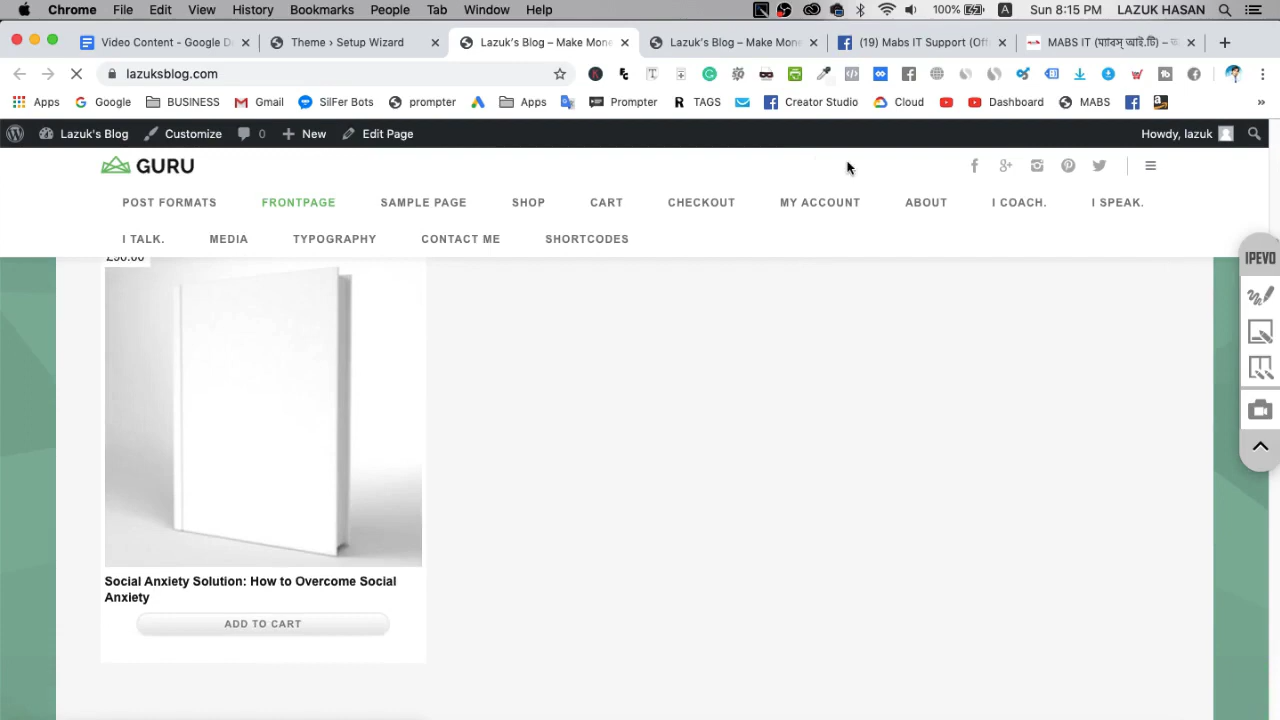 Chrome File Edit View History Bookmarks People Tab Window Help 100% A Sun 8:15 PM LAZUK HASAN
Video Content - Google D
Theme › Setup Wizard
Lazuk's Blog – Make Mone
Lazuk's Blog – Make Mone
(19) Mabs IT Support (Off
MABS IT (ম্যাবস্ আই.টি) –
lazuksblog.com
Apps Google BUSINESS Gmail SilFer Bots prompter Apps Prompter R TAGS Creator Studio Cloud Dashboard MABS »
Lazuk's Blog Customize 0 New Edit Page Howdy, lazuk
GURU
POST FORMATS FRONTPAGE SAMPLE PAGE SHOP CART CHECKOUT MY ACCOUNT ABOUT I COACH. I SPEAK.
I TALK. MEDIA TYPOGRAPHY CONTACT ME SHORTCODES
IPEVO
£90.00
Social Anxiety Solution: How to Overcome Social
Anxiety
ADD TO CART